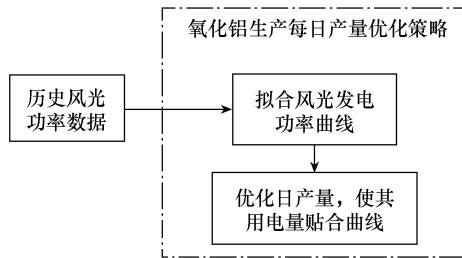 氧化铝生产每日产量优化策略
历史风光
功率数据
拟合风光发电
功率曲线
优化日产量，使其
用电量贴合曲线